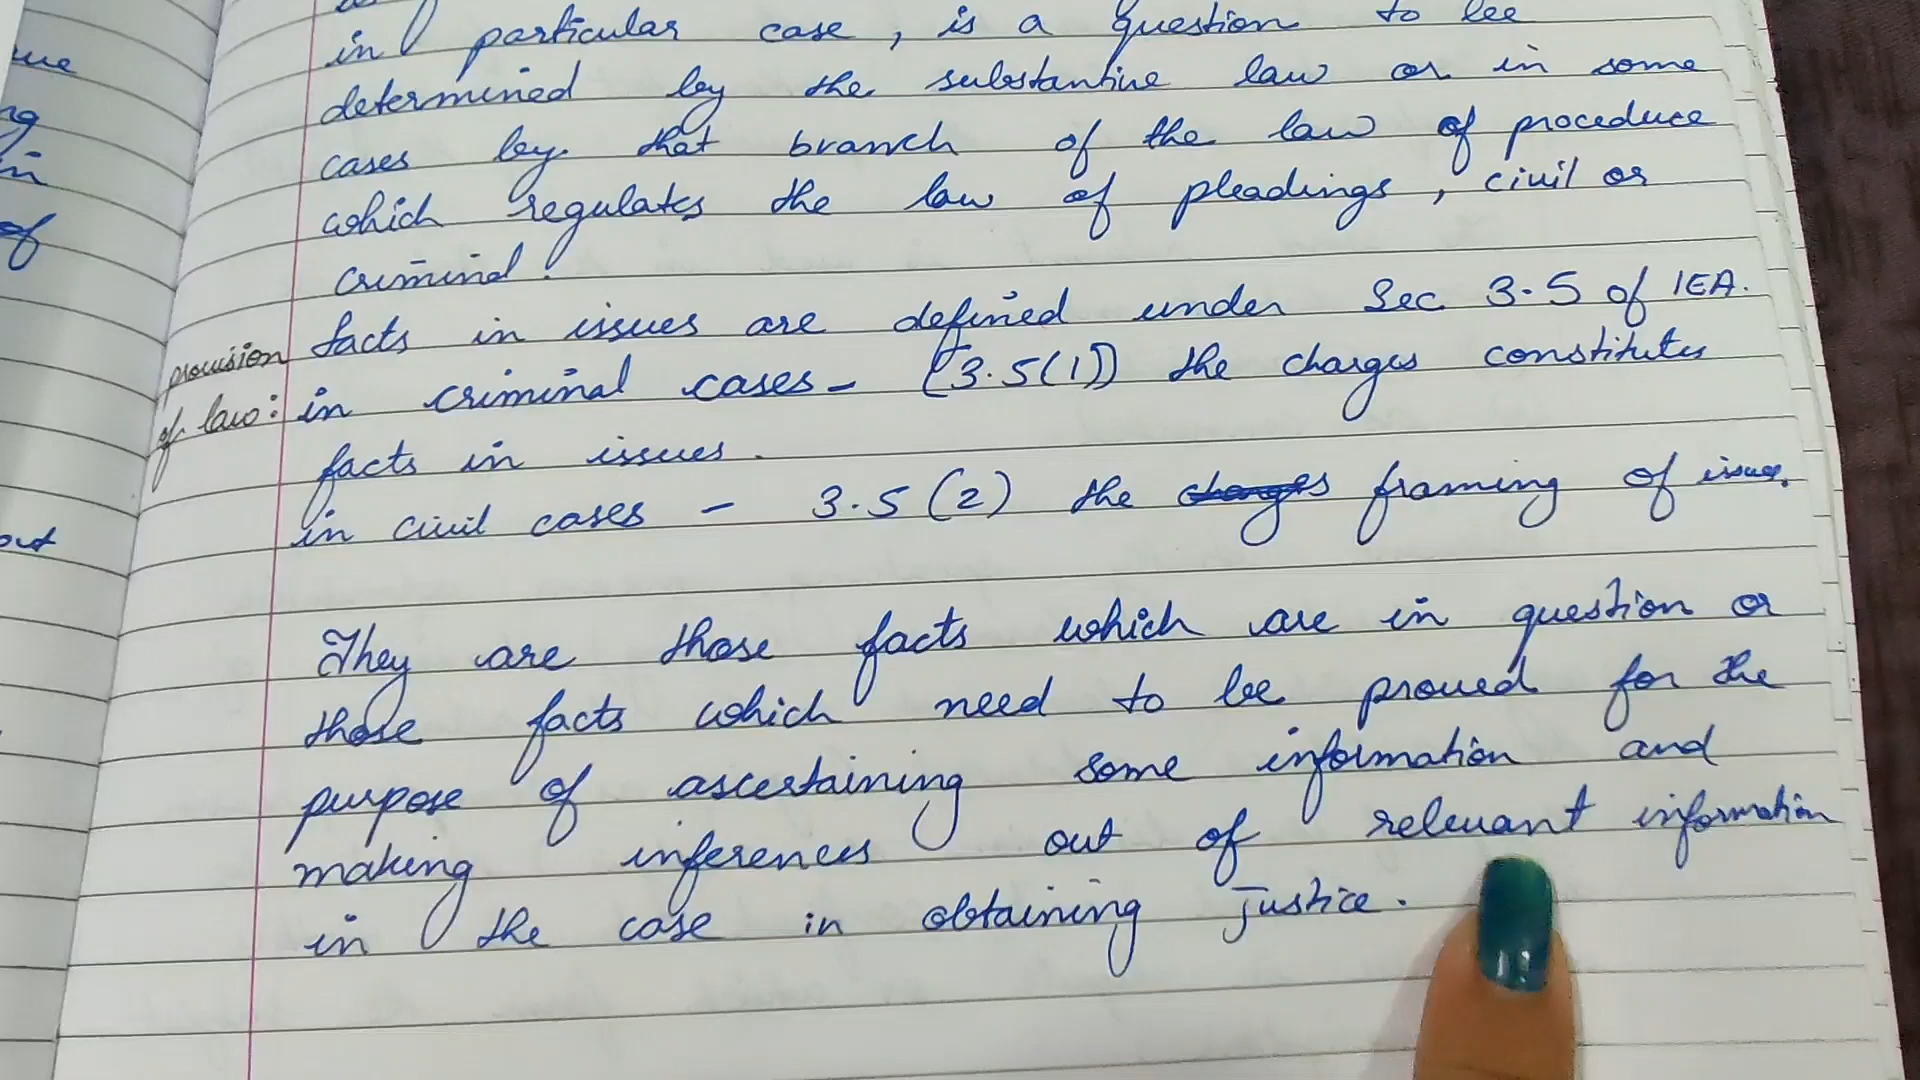 in particular case, is a question to be
determined by the substantive law or in some
cases by that branch of the law of procedure
which regulates the law of pleadings, civil or
criminal.
provision
of law:
facts in issues are defined under Sec 3.5 of IEA.
in criminal cases - [3.5(1)] the charges constitutes
facts in issues.
in civil cases - 3.5 (2) the charges framing of issues.
They are those facts which are in question or
those facts which need to be proved for the
purpose of ascertaining some information and
making inferences out of relevant information
in the case in obtaining justice.
ng
in
of
out